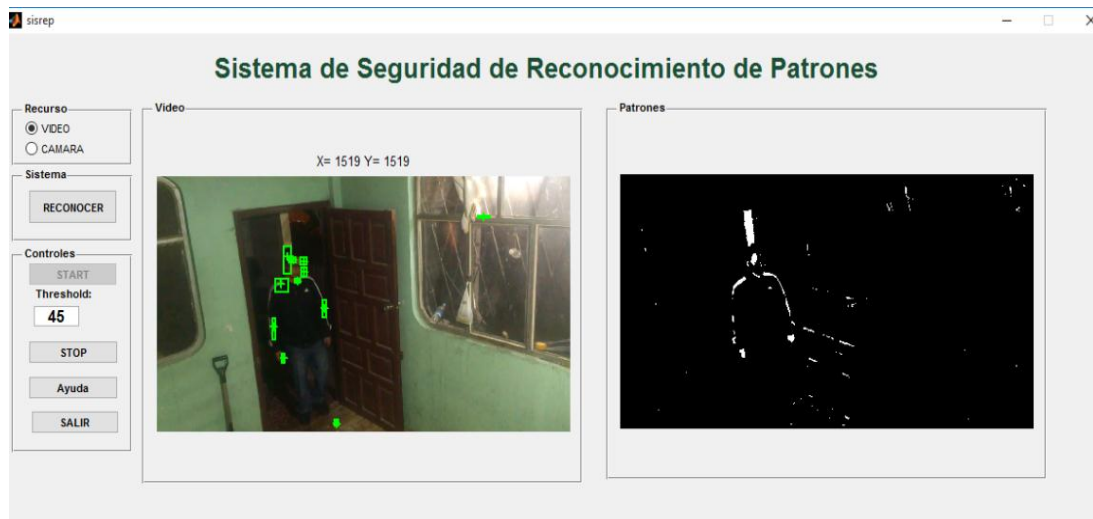 sisrep
Sistema de Seguridad de Reconocimiento de Patrones
Recurso
VIDEO
CAMARA
Sistema
RECONOCER
Controles
START
Threshold:
45
STOP
Ayuda
SALIR
Video
X= 1519 Y= 1519
Patrones